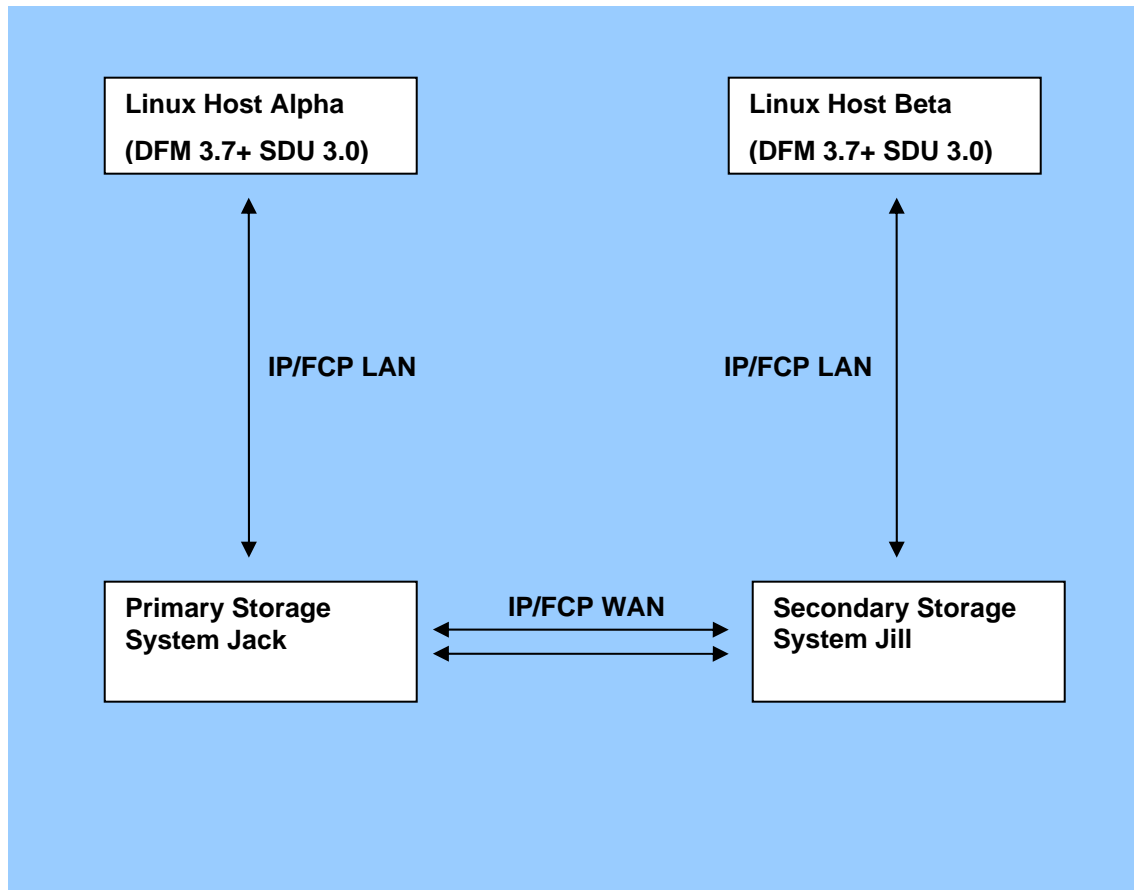 Linux Host Alpha
(DFM 3.7+ SDU 3.0)
Linux Host Beta
(DFM 3.7+ SDU 3.0)
IP/FCP LAN
IP/FCP LAN
Primary Storage
System Jack
IP/FCP WAN
Secondary Storage
System Jill